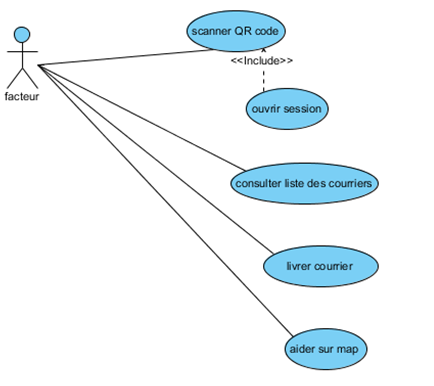 scanner QR code
<<Include>>
facteur
ouvrir session
consulter liste des courriers
livrer courrier
aider sur map